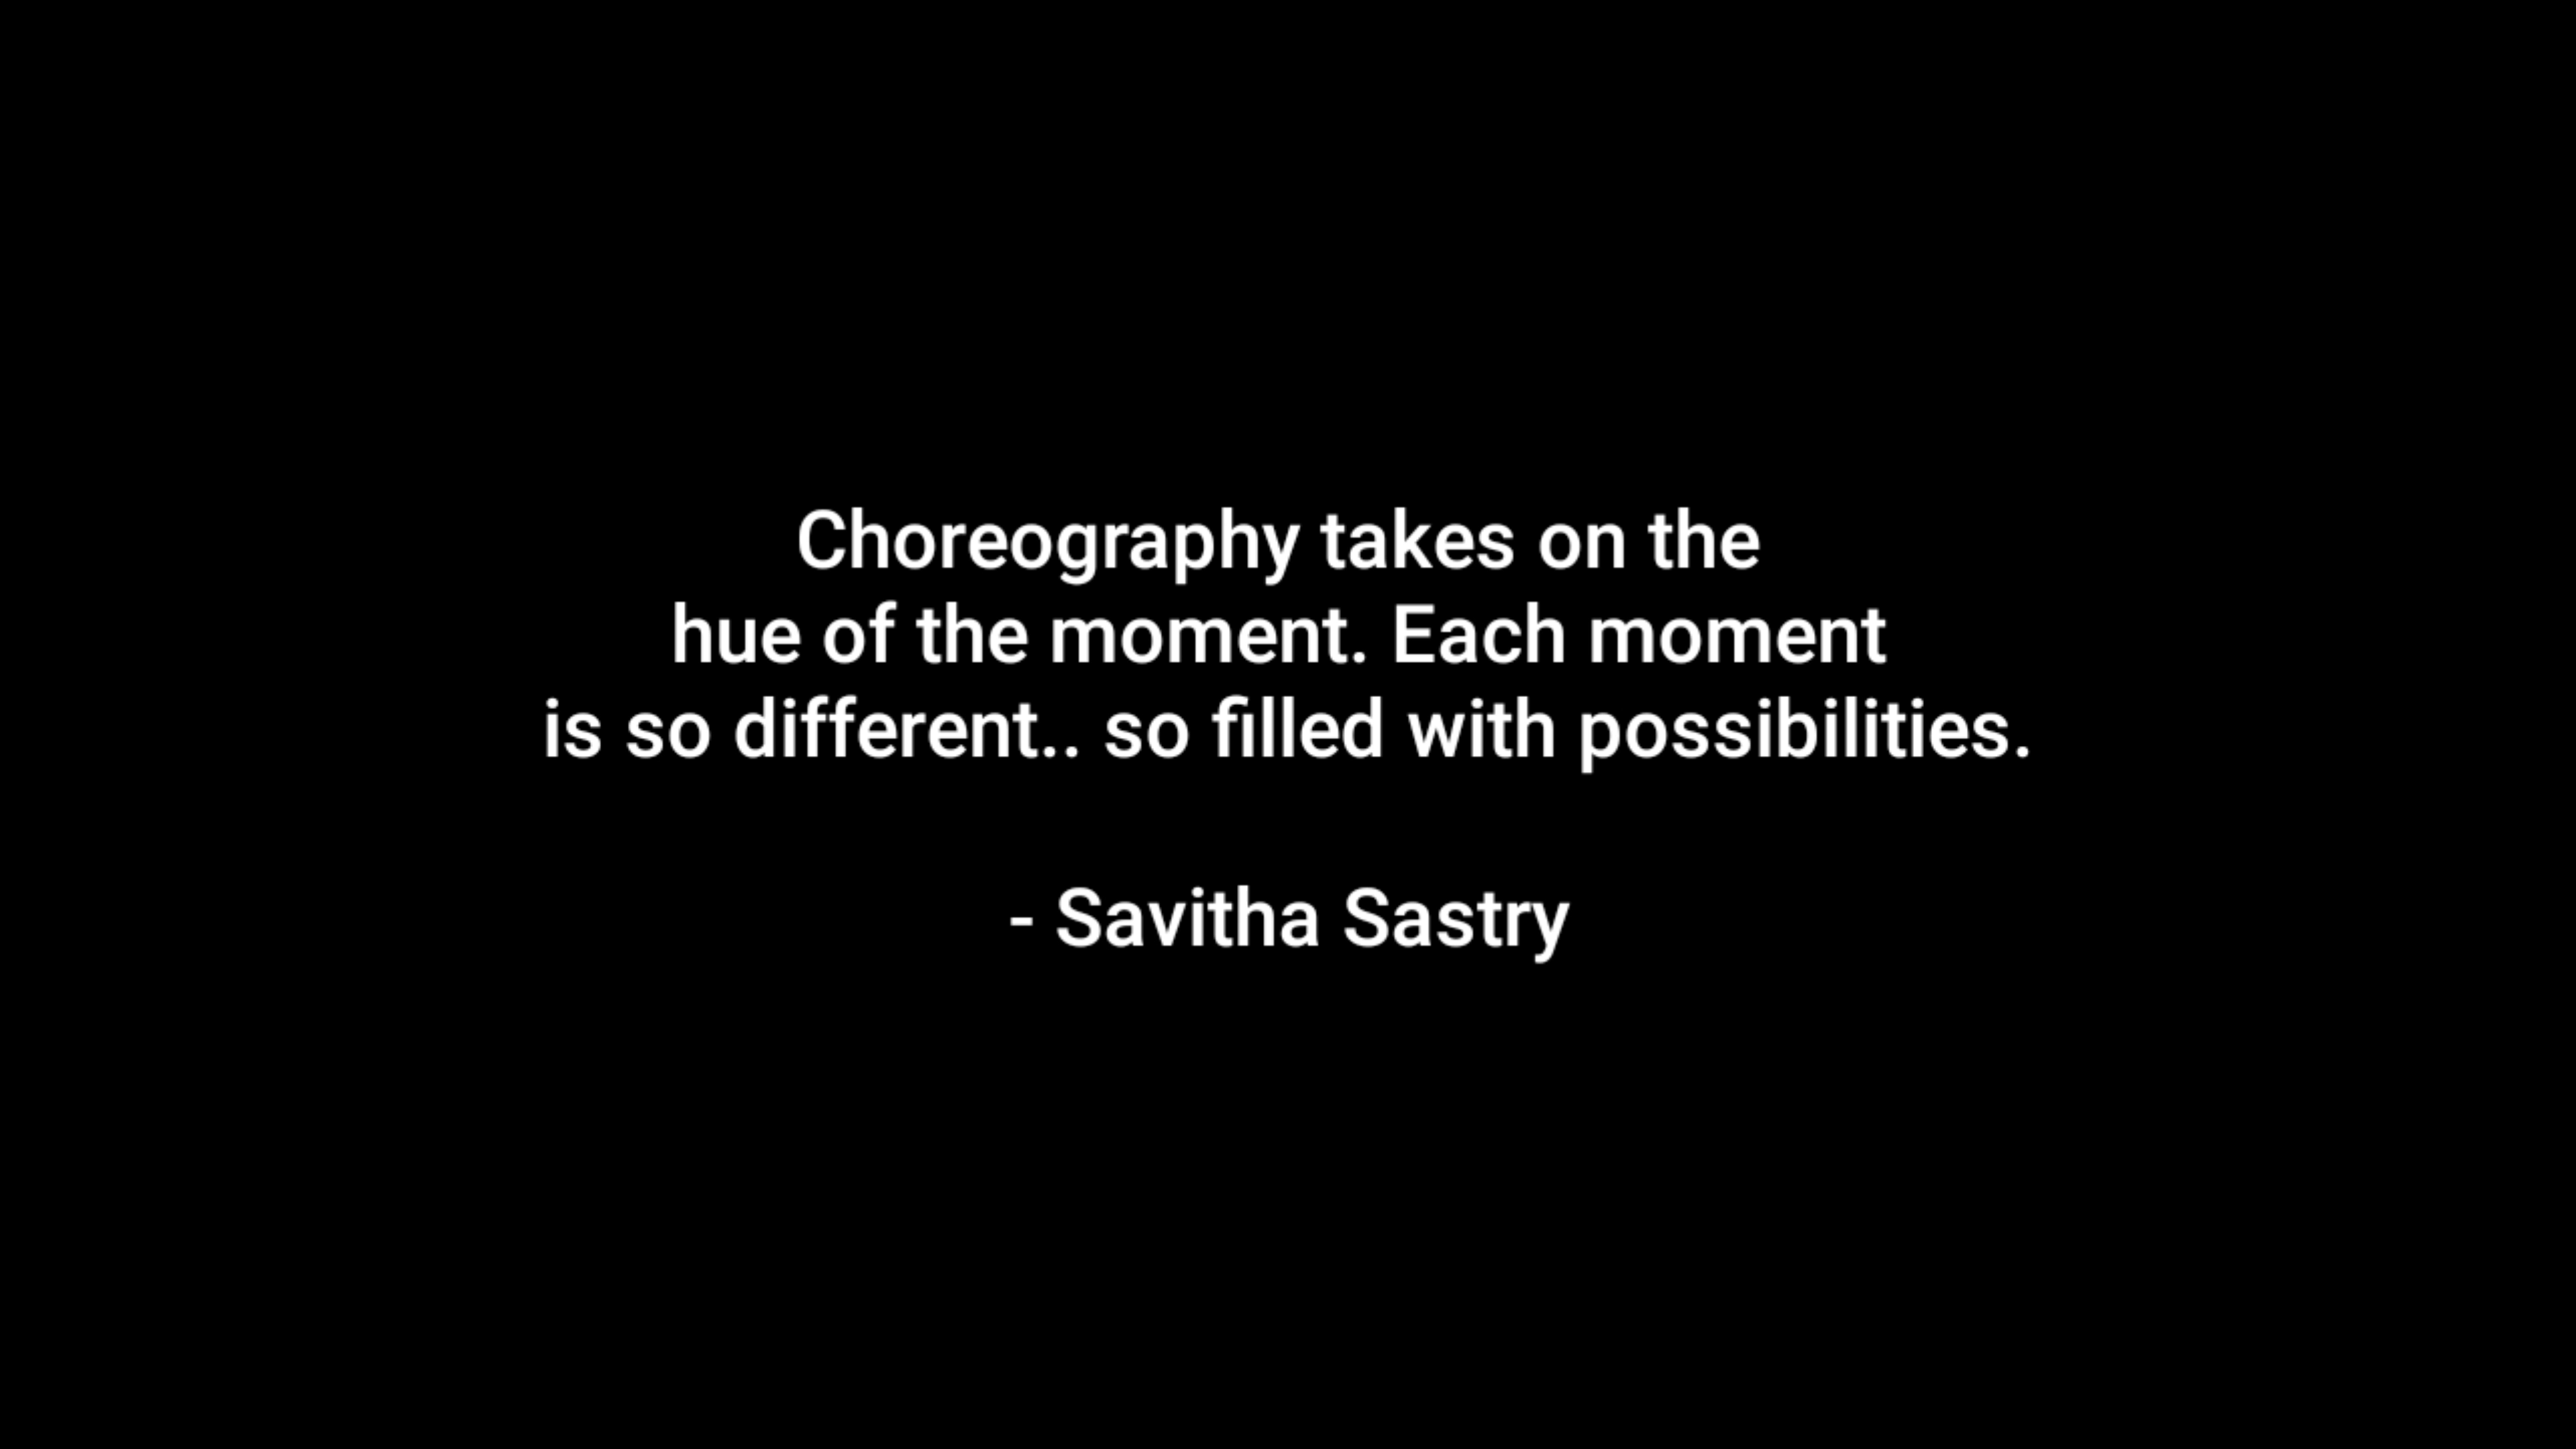 Choreography takes on the
hue of the moment. Each moment
is so different.. so filled with possibilities.
- Savitha Sastry